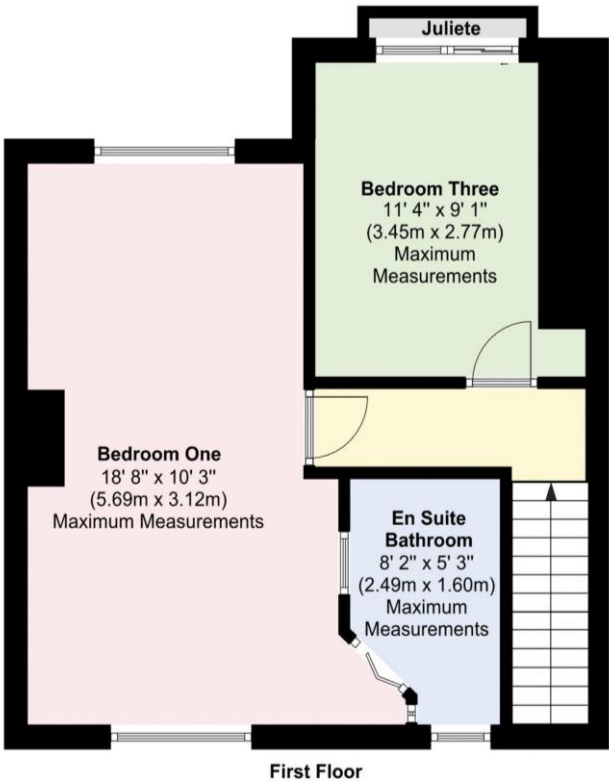 Juliete
Bedroom Three
11' 4" x 9' 1"
(3.45m x 2.77m)
Maximum
Measurements
Bedroom One
18' 8" x 10' 3"
(5.69m x 3.12m)
Maximum Measurements
En Suite
Bathroom
8' 2" x 5' 3"
(2.49m x 1.60m)
Maximum
Measurements
First Floor